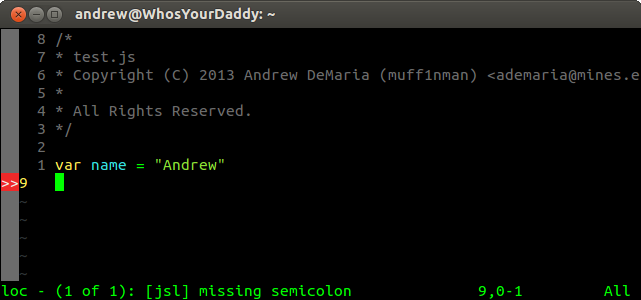 andrew@WhosYourDaddy: ~
8 /*
7 * test.js
6 * Copyright (C) 2013 Andrew DeMaria (muff1nman) <ademaria@mines.e
5 *
4 * All Rights Reserved.
3 */
2
1 var name = "Andrew"
>>9
~
~
~
~
~
loc - (1 of 1): [jsl] missing semicolon 9,0-1 All